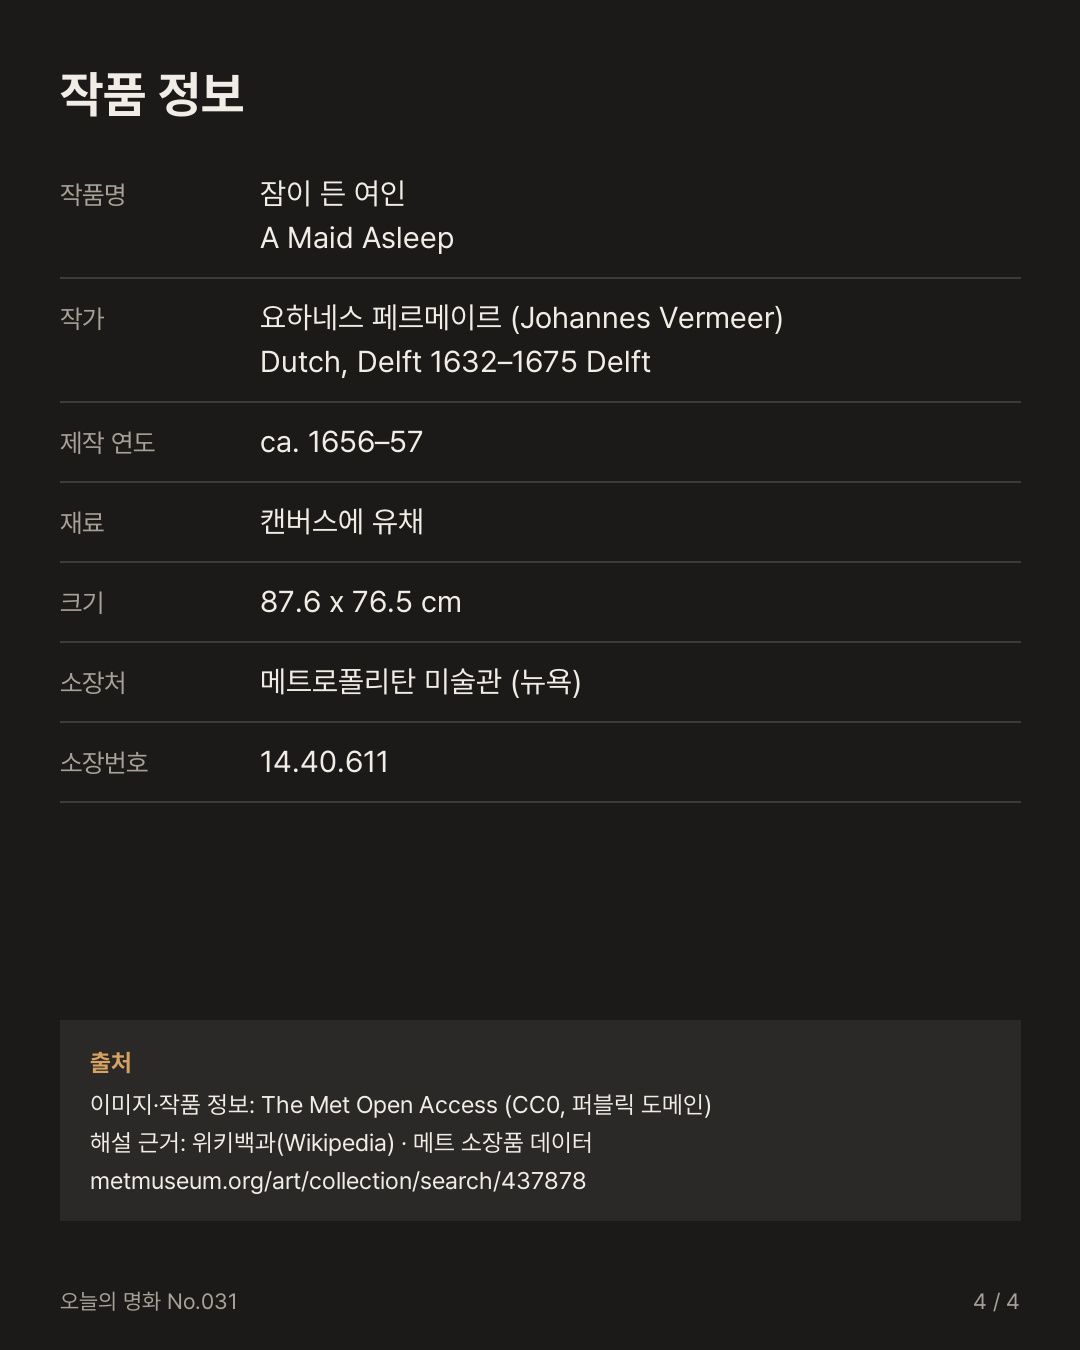 작품 정보
작품명
잠이 든 여인
A Maid Asleep
작가
요하네스 페르메이르 (Johannes Vermeer)
Dutch, Delft 1632–1675 Delft
제작 연도
ca. 1656–57
재료
캔버스에 유채
크기
87.6 x 76.5 cm
소장처
메트로폴리탄 미술관 (뉴욕)
소장번호
14.40.611
출처
이미지·작품 정보: The Met Open Access (CC0, 퍼블릭 도메인)
해설 근거: 위키백과(Wikipedia) · 메트 소장품 데이터
metmuseum.org/art/collection/search/437878
오늘의 명화 No.031
4 / 4